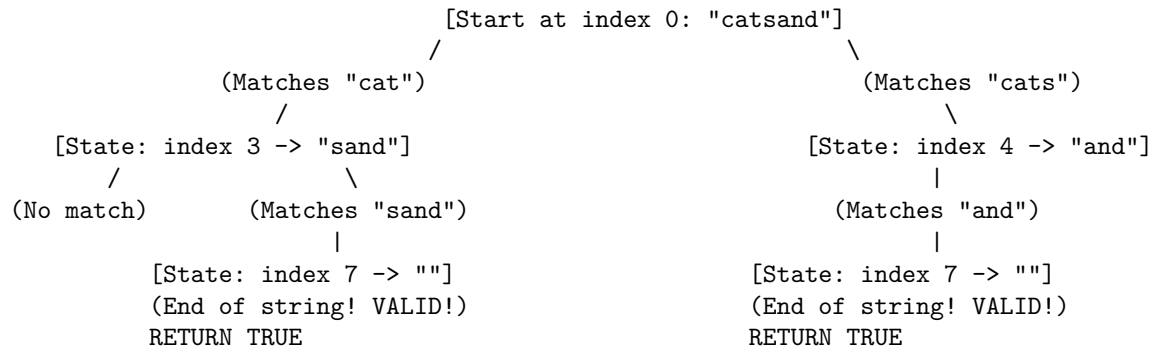 [Start at index 0: "catsand"]
/ \
(Matches "cat") (Matches "cats")
/ \
[State: index 3 -> "sand"] [State: index 4 -> "and"]
/ \ |
(No match) (Matches "sand") (Matches "and")
| |
[State: index 7 -> ""] [State: index 7 -> ""]
(End of string! VALID!) (End of string! VALID!)
RETURN TRUE RETURN TRUE